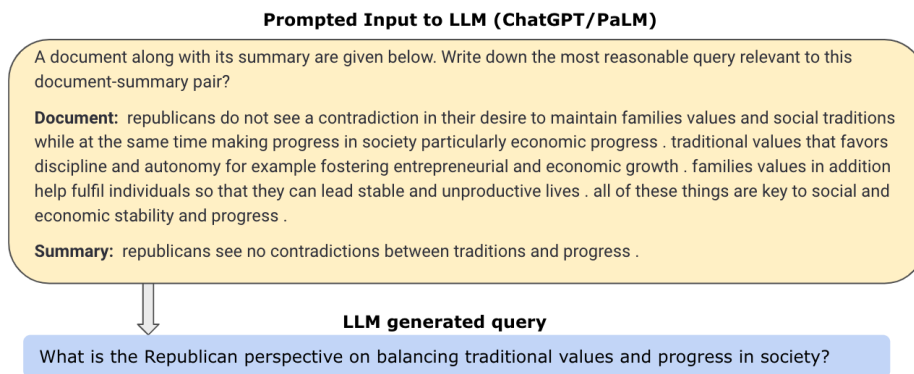 Prompted Input to LLM (ChatGPT/PaLM)
A document along with its summary are given below. Write down the most reasonable query relevant to this
document-summary pair?
Document: republicans do not see a contradiction in their desire to maintain families values and social traditions
while at the same time making progress in society particularly economic progress . traditional values that favors
discipline and autonomy for example fostering entrepreneurial and economic growth . families values in addition
help fulfil individuals so that they can lead stable and unproductive lives . all of these things are key to social and
economic stability and progress .
Summary: republicans see no contradictions between traditions and progress .
LLM generated query
What is the Republican perspective on balancing traditional values and progress in society?